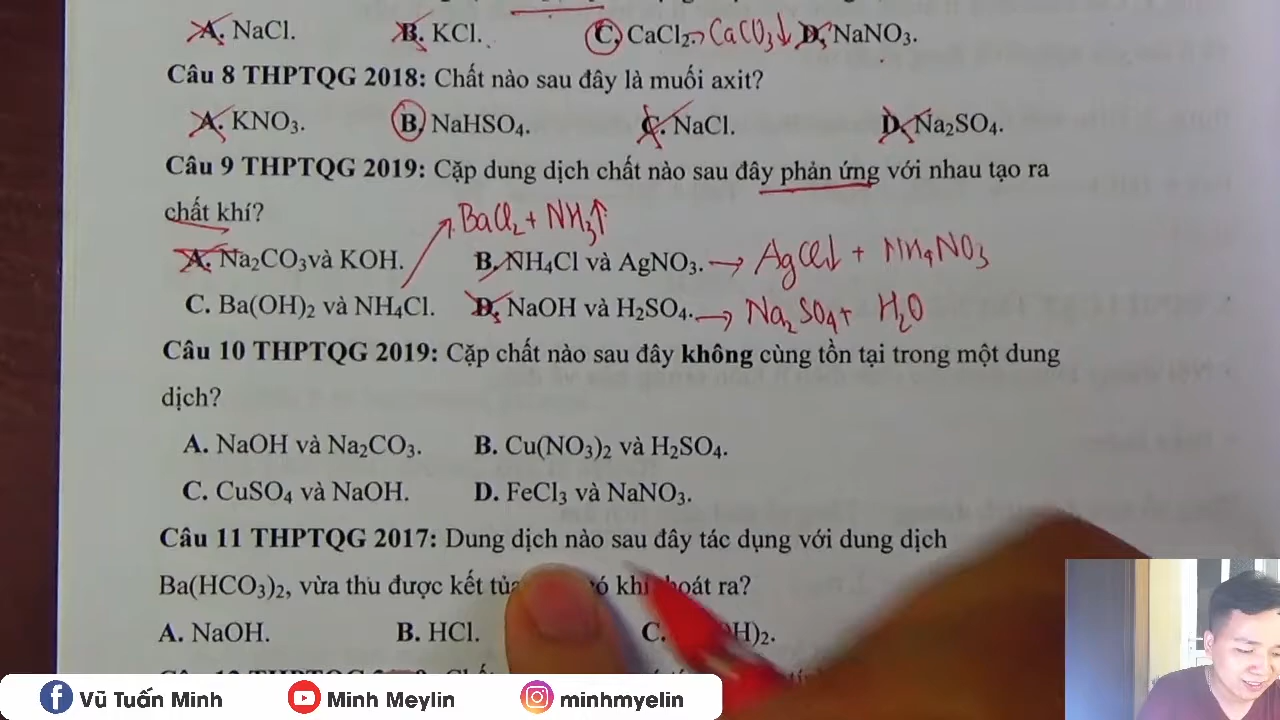 A. NaCl. B. KCl. C. CaCl₂. → CaCO₃↓ D. NaNO₃.
Câu 8 THPTQG 2018: Chất nào sau đây là muối axit?
A. KNO₃. B. NaHSO₄. C. NaCl. D. Na₂SO₄.
Câu 9 THPTQG 2019: Cặp dung dịch chất nào sau đây phản ứng với nhau tạo ra
chất khí? BaCl₂ + NH₃↑
A. Na₂CO₃và KOH. B. NH₄Cl và AgNO₃. → AgCl↓ + NH₄NO₃
C. Ba(OH)₂ và NH₄Cl. D. NaOH và H₂SO₄. → Na₂SO₄ + H₂O
Câu 10 THPTQG 2019: Cặp chất nào sau đây không cùng tồn tại trong một dung
dịch?
A. NaOH và Na₂CO₃. B. Cu(NO₃)₂ và H₂SO₄.
C. CuSO₄ và NaOH. D. FeCl₃ và NaNO₃.
Câu 11 THPTQG 2017: Dung dịch nào sau đây tác dụng với dung dịch
Ba(HCO₃)₂, vừa thu được kết tủa khí thoát ra?
A. NaOH. B. HCl. C. H)₂.
Vũ Tuấn Minh Minh Meylin minhmyelin